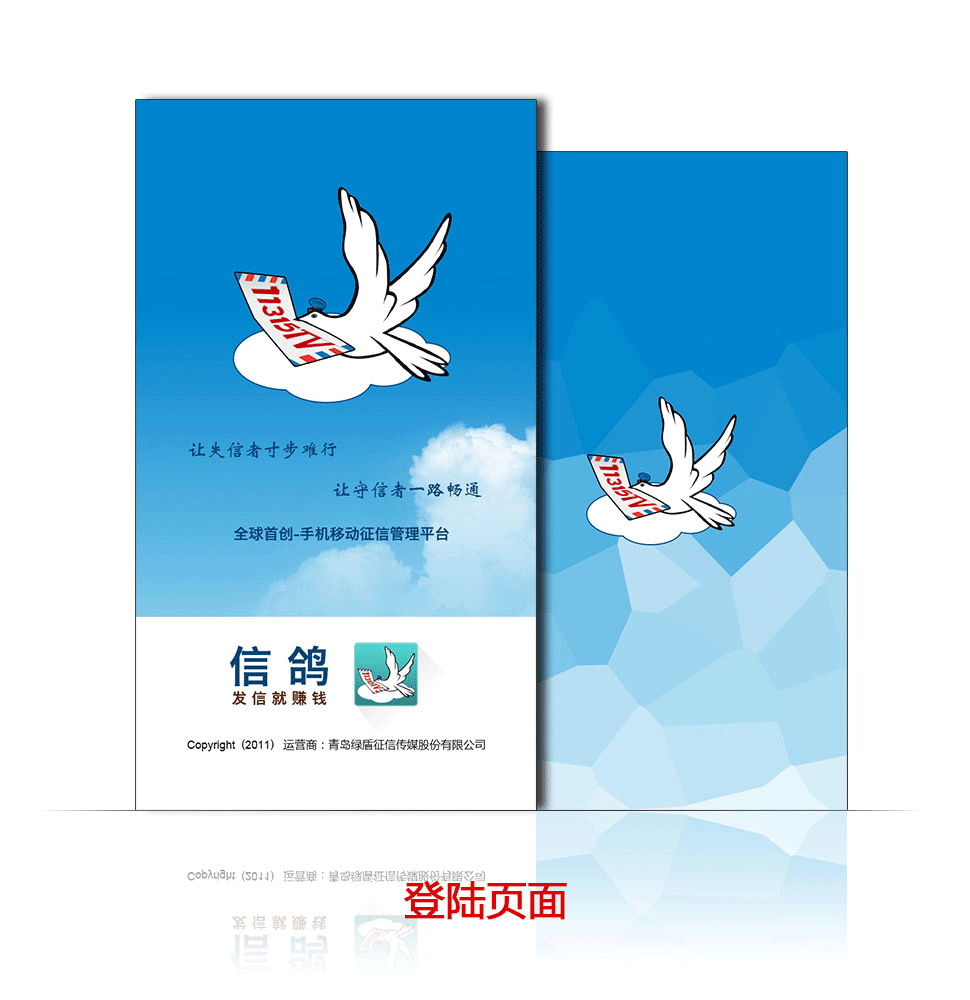 11315TV
让失信者寸步难行
让守信者一路畅通
全球首创-手机移动征信管理平台
信鸽
发信就赚钱
11315TV
Copyright（2011） 运营商：青岛绿盾征信传媒股份有限公司
11315TV
登陆页面